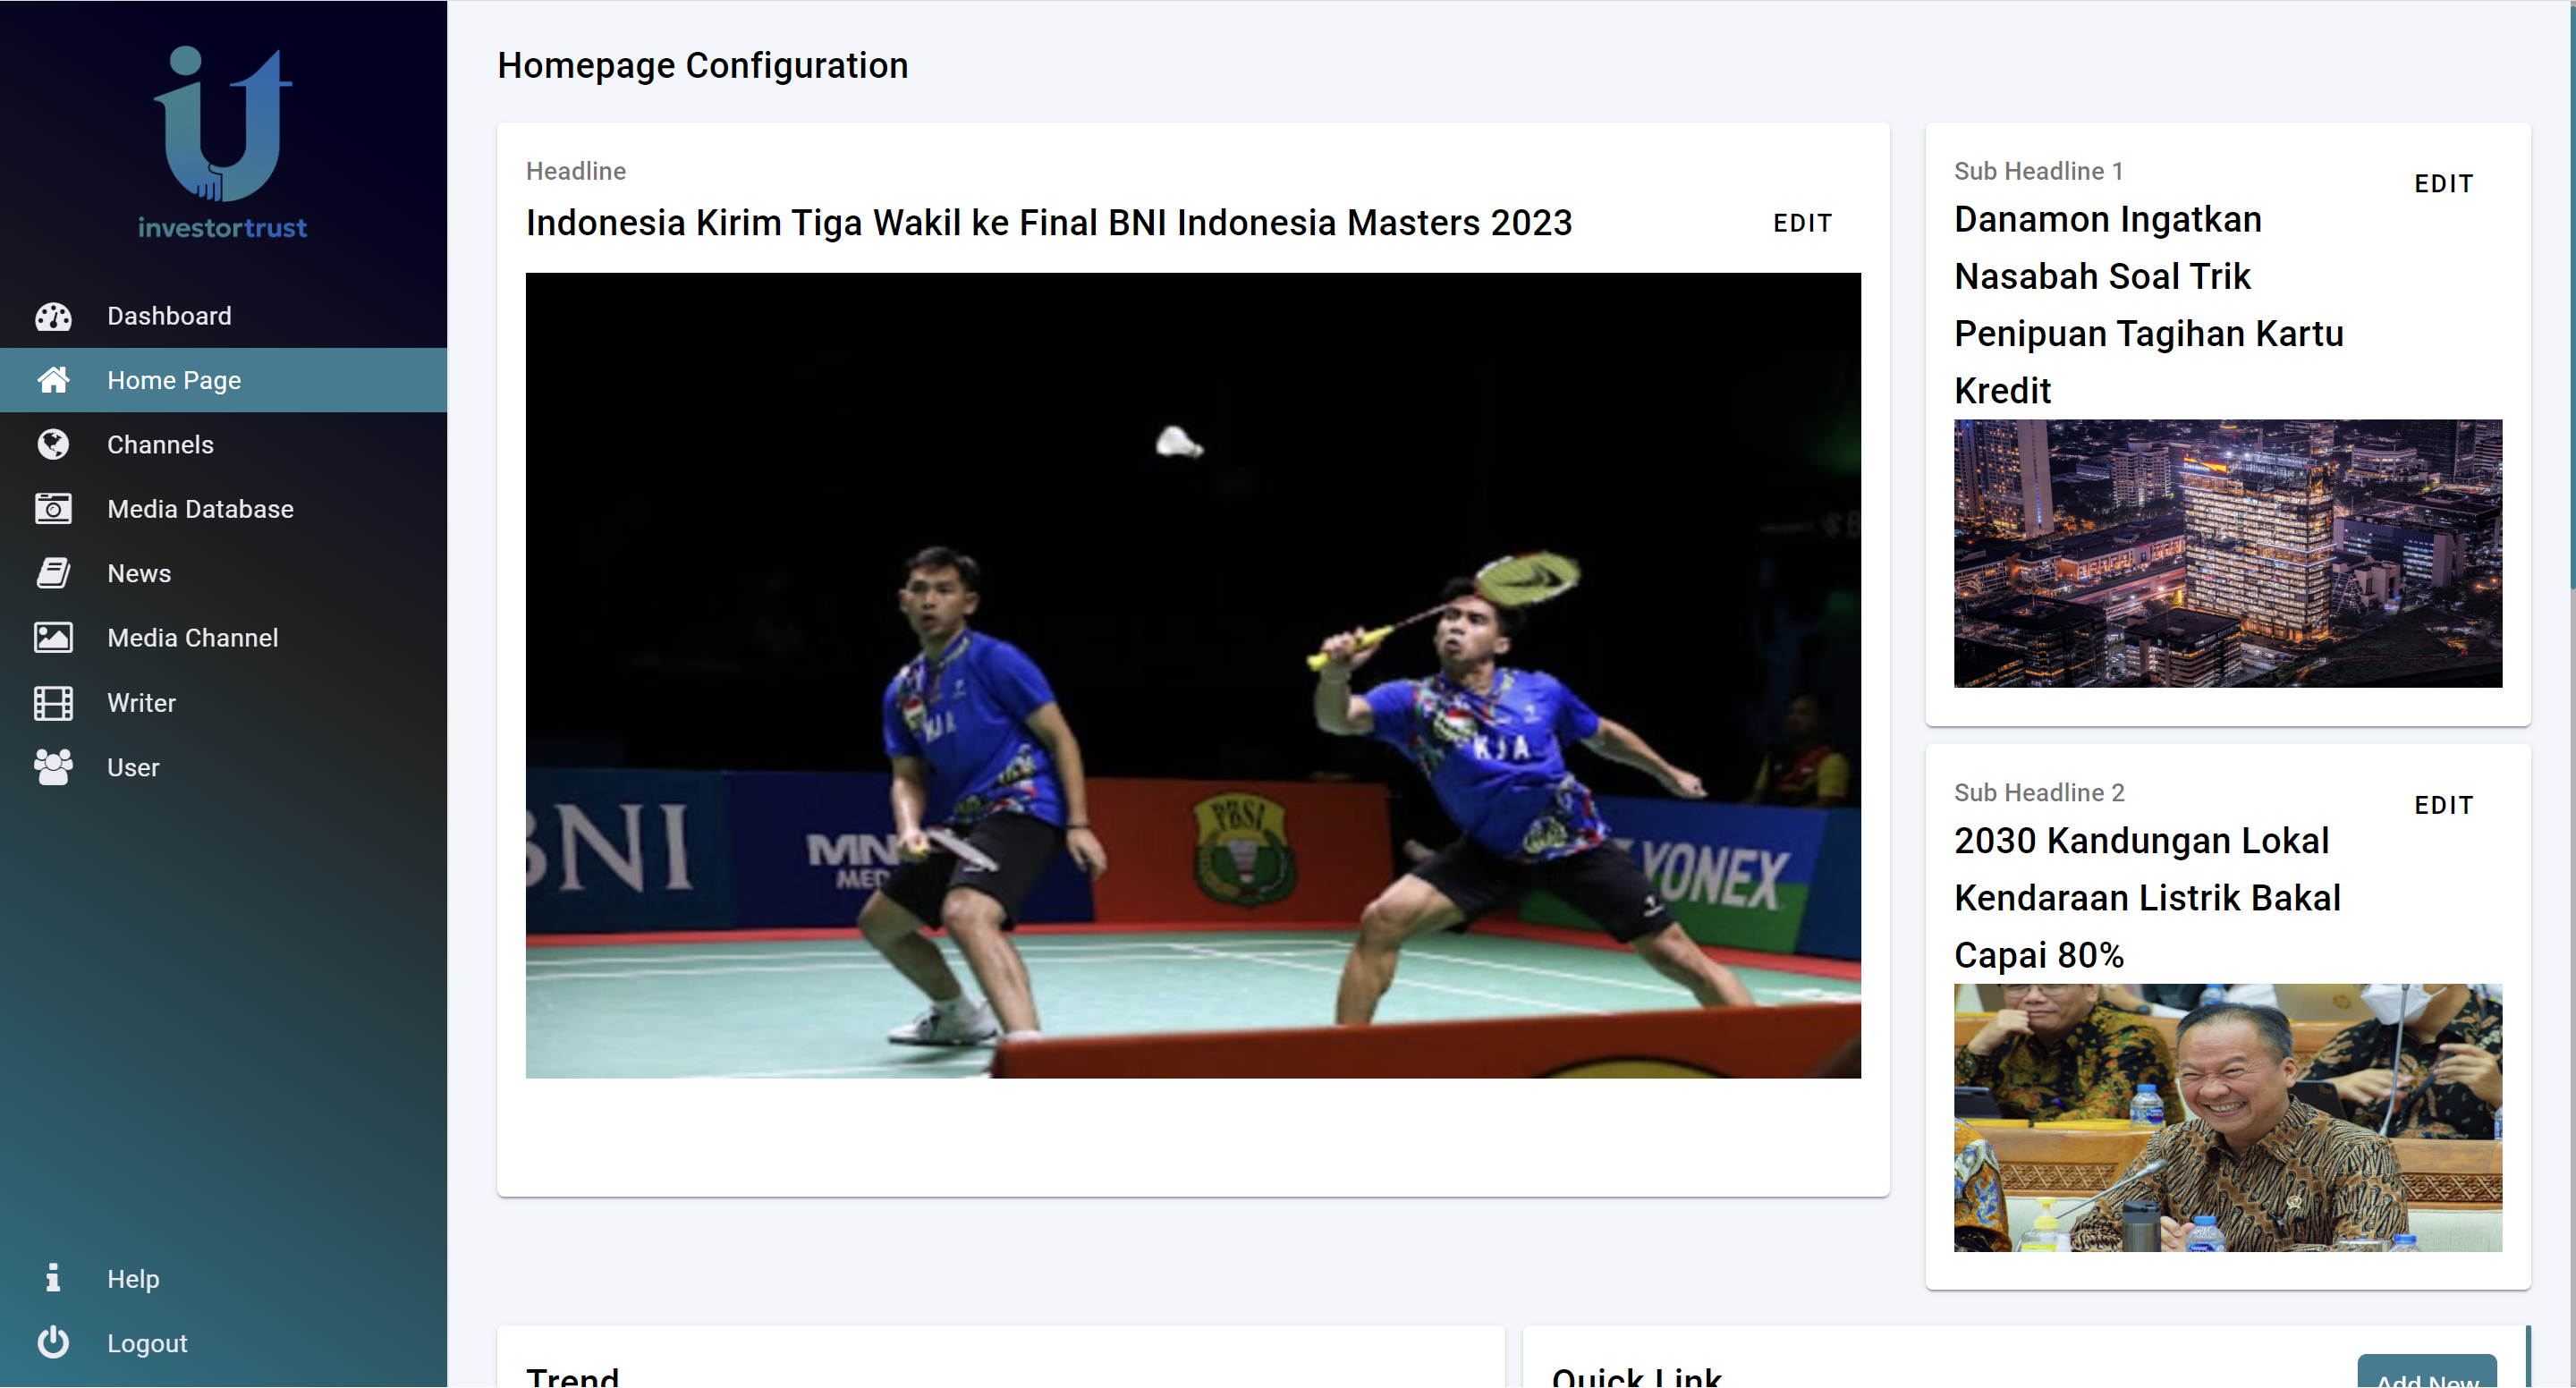 investortrust
Dashboard
Home Page
Channels
Media Database
News
Media Channel
Writer
User
Help
Logout
Homepage Configuration
Headline
Indonesia Kirim Tiga Wakil ke Final BNI Indonesia Masters 2023
EDIT
BNI
MN
MED
PBSI
YONEX
Sub Headline 1
EDIT
Danamon Ingatkan
Nasabah Soal Trik
Penipuan Tagihan Kartu
Kredit
Sub Headline 2
EDIT
2030 Kandungan Lokal
Kendaraan Listrik Bakal
Capai 80%
Trend
Quick Link
Add New